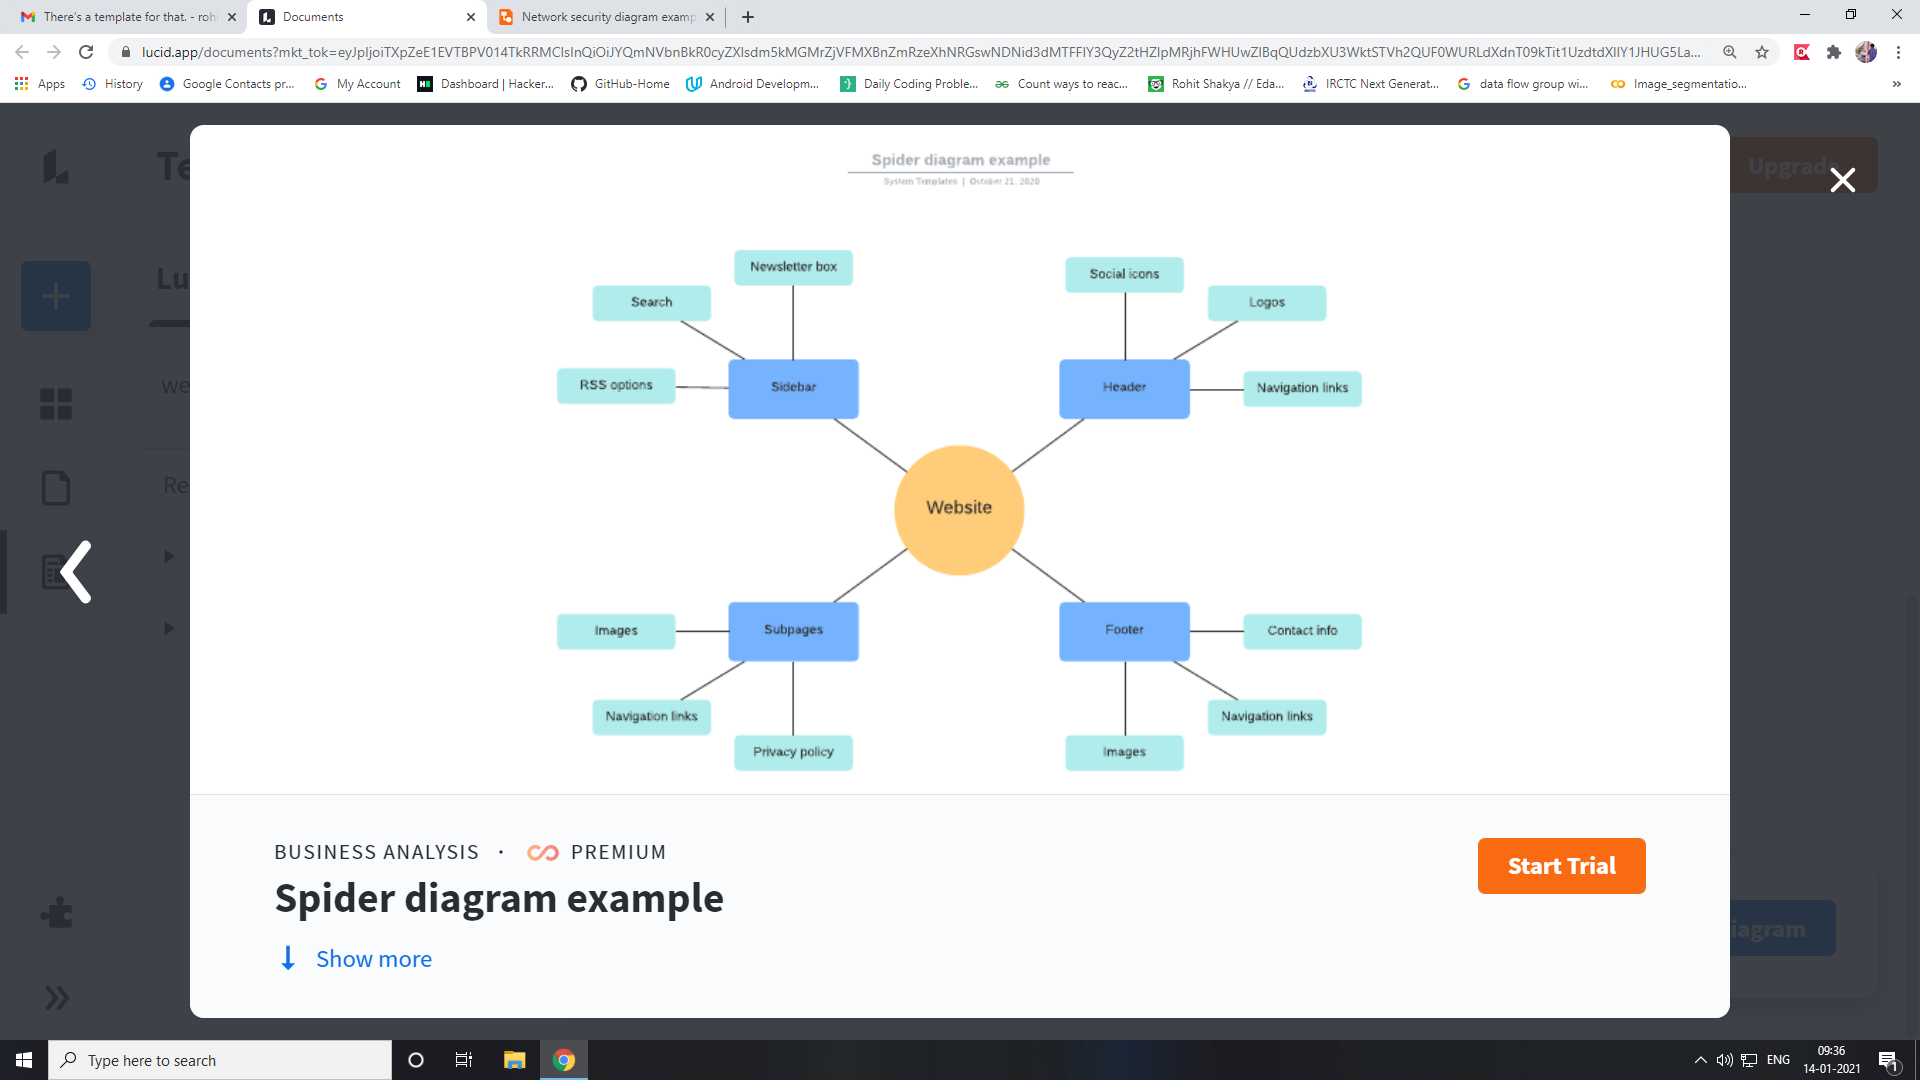 There's a template for that. - rohi
Documents
Network security diagram examp
lucid.app/documents?mkt_tok=
Apps
History
Google Contacts pr...
My Account
Dashboard | Hacker...
GitHub-Home
Android Developm...
Daily Coding Proble...
Count ways to reac...
Rohit Shakya // Eda...
IRCTC Next Generat...
data flow group wi...
Image_segmentatio...
»
Te
Upgrade
Lu
we
Re
Spider diagram example
System Templates | October 21, 2020
Newsletter box
Social icons
Search
Logos
RSS options
Sidebar
Header
Navigation links
Website
Images
Subpages
Footer
Contact info
Navigation links
Navigation links
Privacy policy
Images
BUSINESS ANALYSIS · PREMIUM
Start Trial
Spider diagram example
Show more
iagram
Type here to search
ENG
09:36
14-01-2021
1